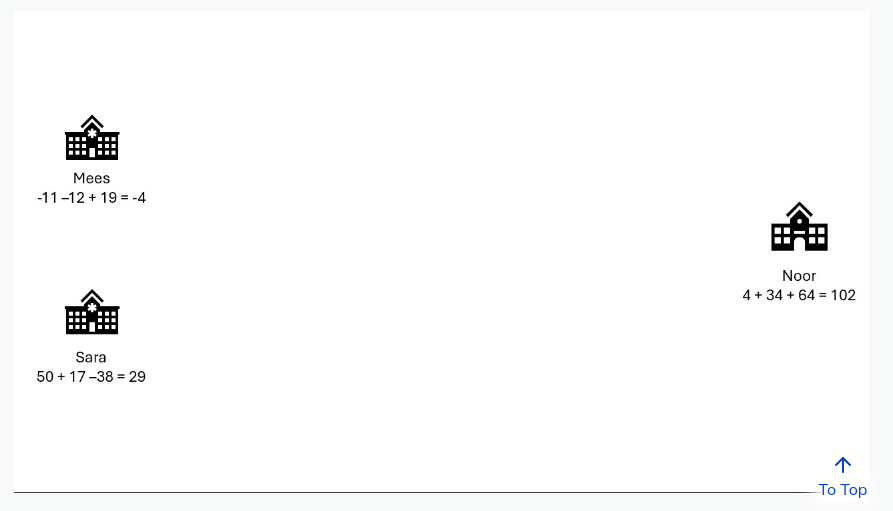 Mees
-11 –12 + 19 = -4
Noor
4 + 34 + 64 = 102
Sara
50 + 17 –38 = 29
To Top